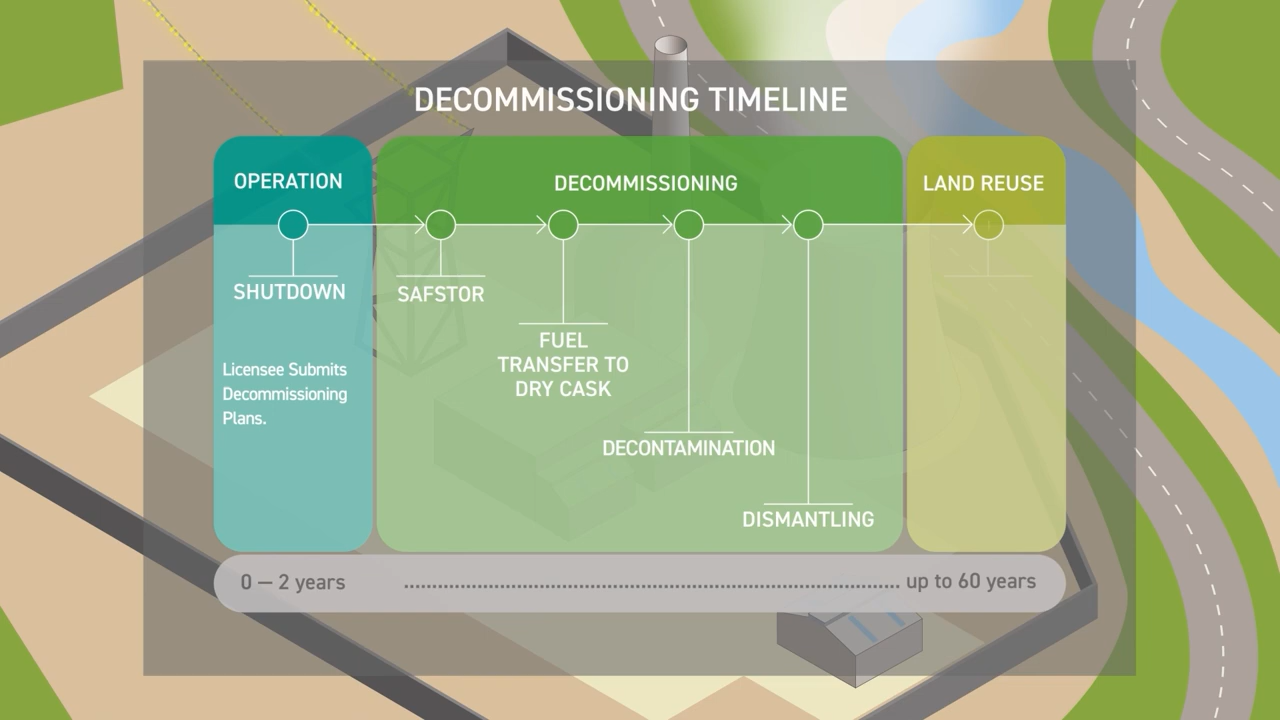 DECOMMISSIONING TIMELINE
OPERATION
DECOMMISSIONING
LAND REUSE
SHUTDOWN
SAFSTOR
FUEL
TRANSFER TO
DRY CASK
Licensee Submits
Decommissioning
Plans.
DECONTAMINATION
DISMANTLING
0 — 2 years
up to 60 years